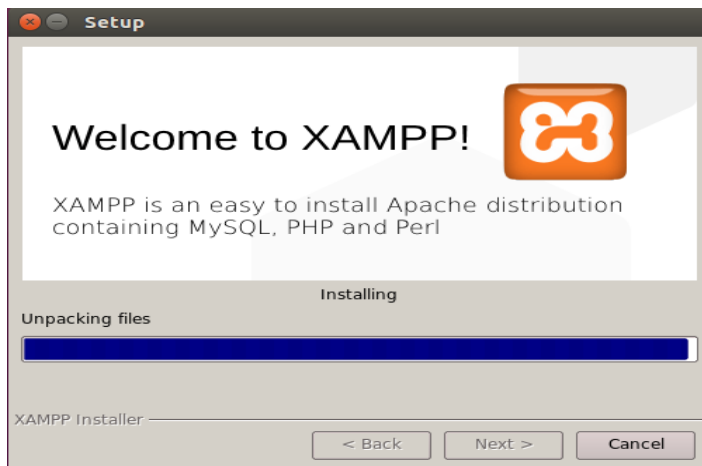 Setup
Welcome to XAMPP!
XAMPP is an easy to install Apache distribution
containing MySQL, PHP and Perl
Installing
Unpacking files
XAMPP Installer
< Back
Next >
Cancel